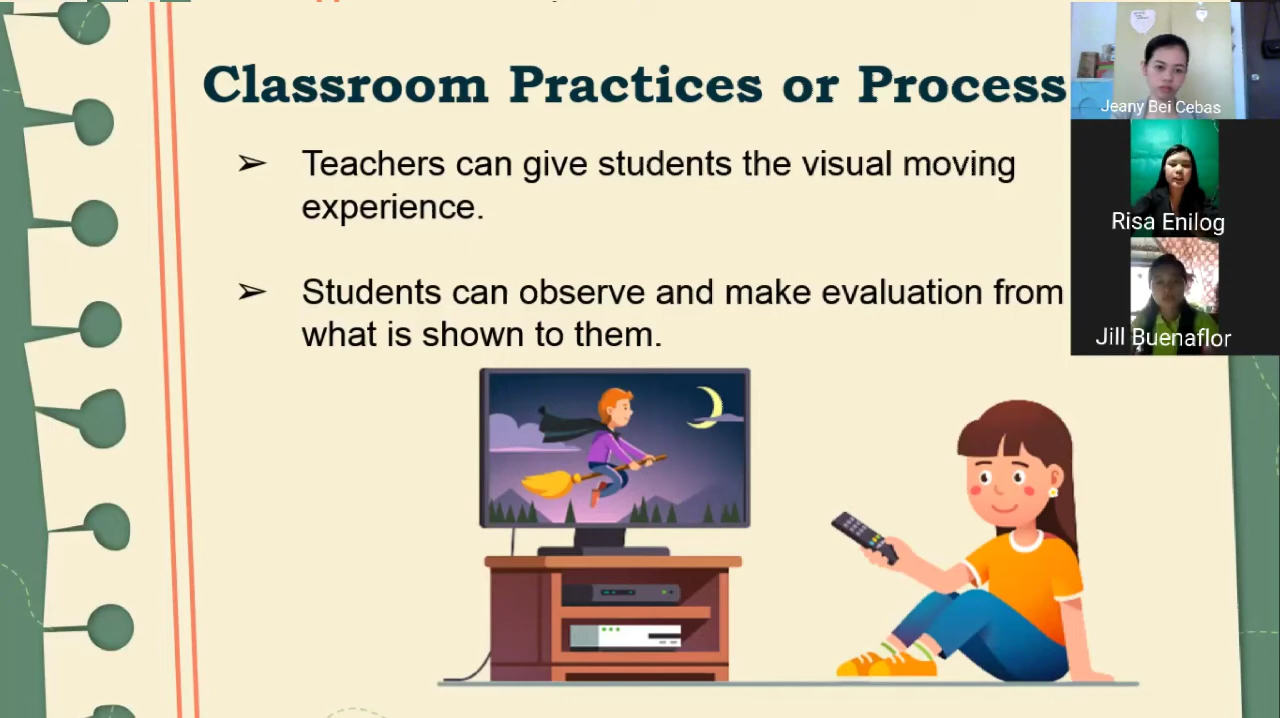 Classroom Practices or Process
➢ Teachers can give students the visual moving
experience.
➢ Students can observe and make evaluation from
what is shown to them.
Jeany Bei Cebas
Risa Enilog
Jill Buenaflor